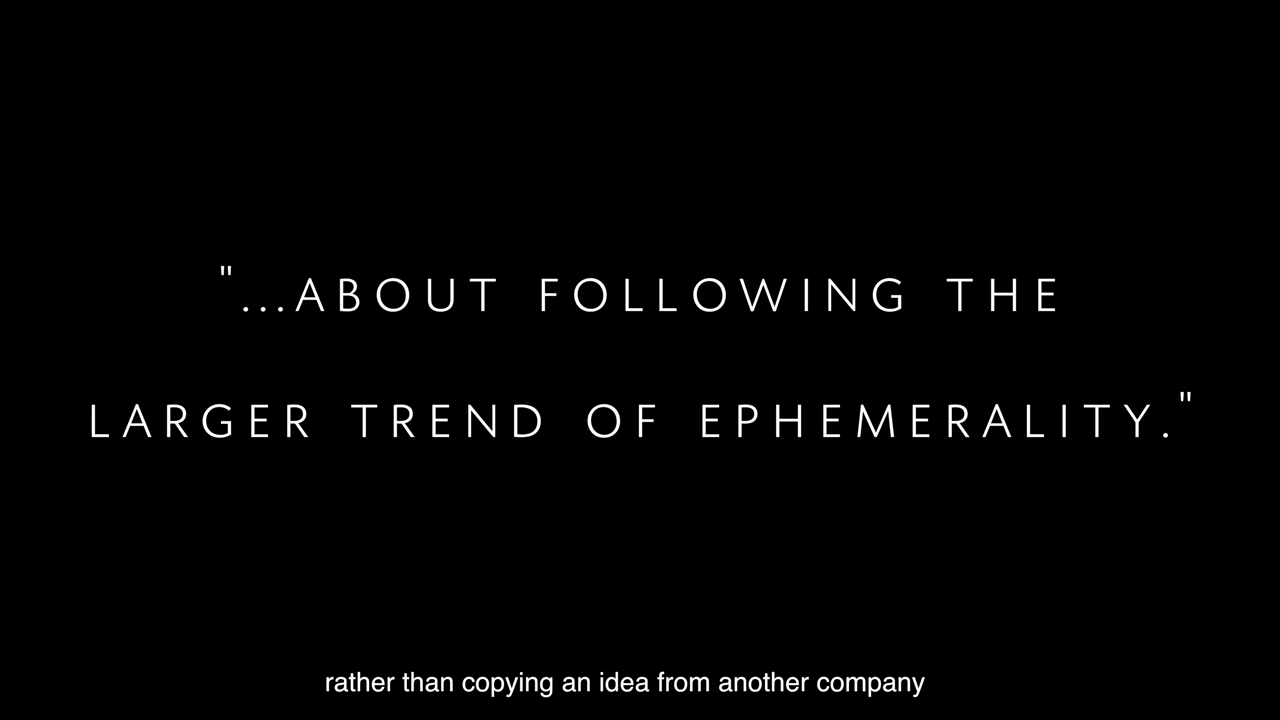 "...ABOUT FOLLOWING THE
LARGER TREND OF EPHEMERALITY."
rather than copying an idea from another company